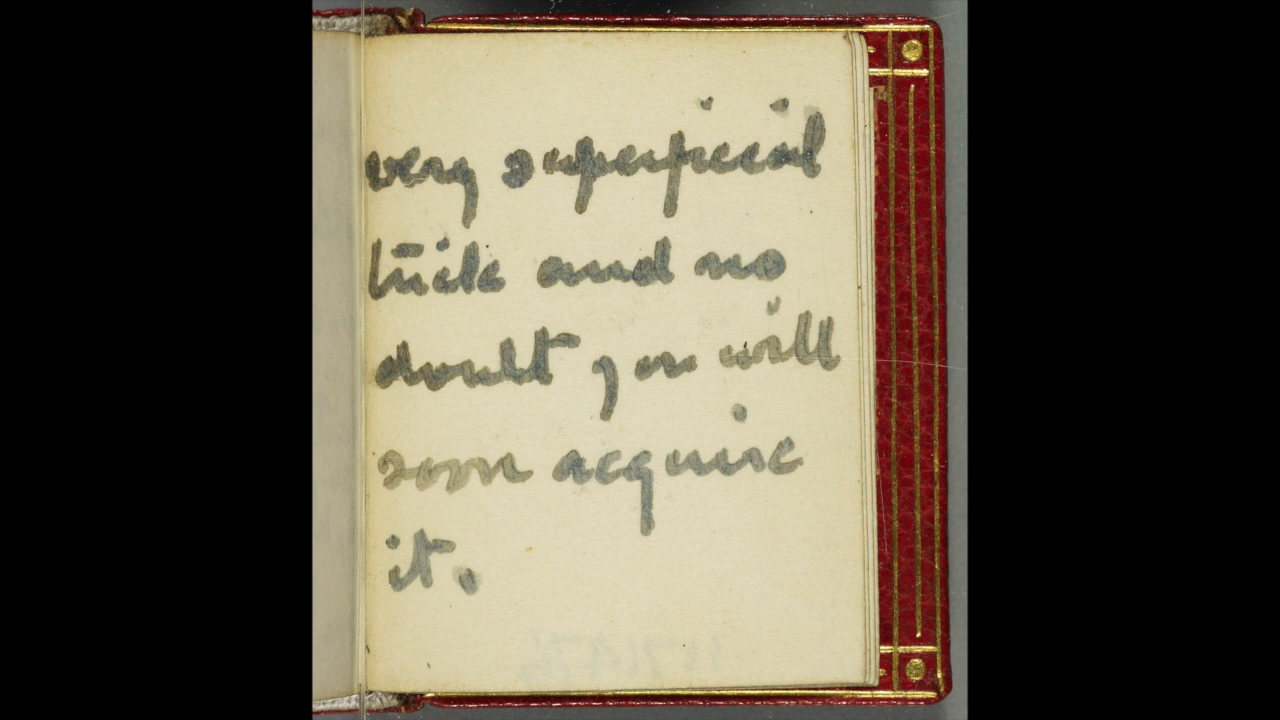 very superficial
trick and no
doubt you will
soon acquire
it.